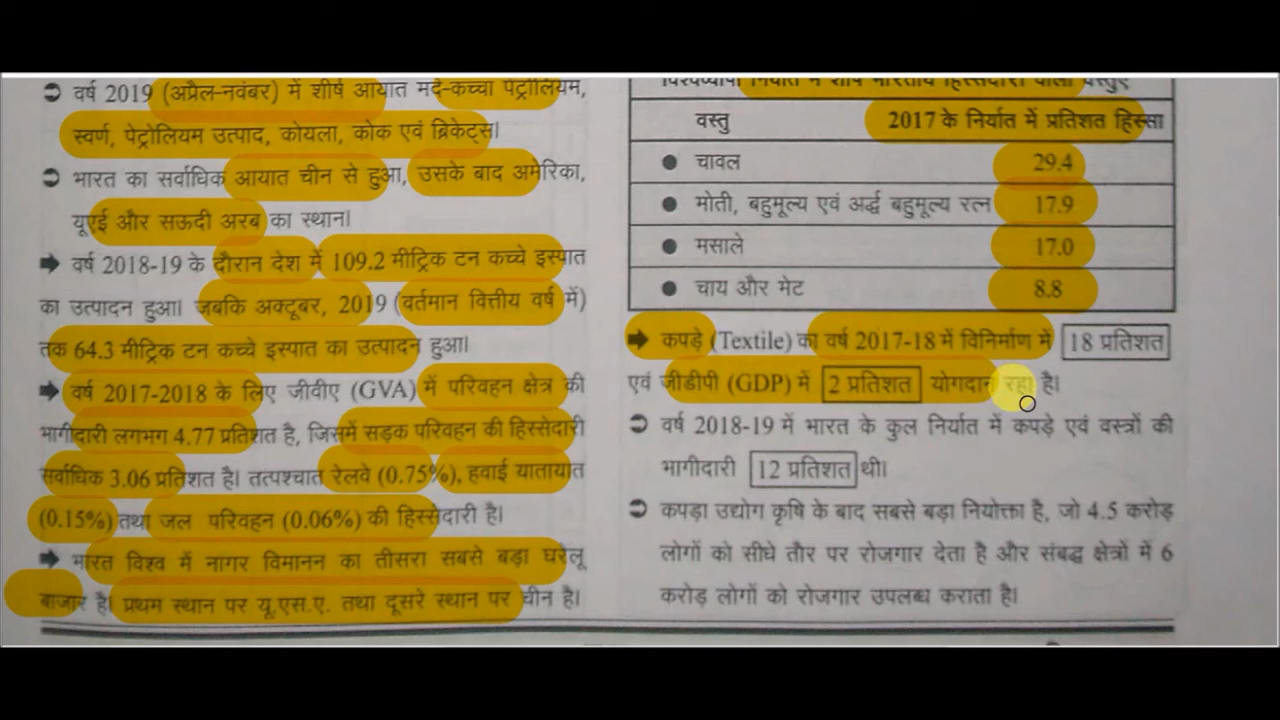 ➲ वर्ष 2019 (अप्रैल-नवंबर) में शीर्ष आयात मदें-कच्चा पेट्रोलियम,
स्वर्ण, पेट्रोलियम उत्पाद, कोयला, कोक एवं ब्रिकेट्स।
➲ भारत का सर्वाधिक आयात चीन से हुआ, उसके बाद अमेरिका,
यूएई और सऊदी अरब का स्थान।
➡ वर्ष 2018-19 के दौरान देश में 109.2 मीट्रिक टन कच्चे इस्पात
का उत्पादन हुआ। जबकि अक्टूबर, 2019 (वर्तमान वित्तीय वर्ष में)
तक 64.3 मीट्रिक टन कच्चे इस्पात का उत्पादन हुआ।
➡ वर्ष 2017-2018 के लिए जीवीए (GVA) में परिवहन क्षेत्र की
भागीदारी लगभग 4.77 प्रतिशत है, जिसमें सड़क परिवहन की हिस्सेदारी
सर्वाधिक 3.06 प्रतिशत है। तत्पश्चात रेलवे (0.75%), हवाई यातायात
(0.15%) तथा जल परिवहन (0.06%) की हिस्सेदारी है।
➡ भारत विश्व में नागर विमानन का तीसरा सबसे बड़ा घरेलू
बाजार है। प्रथम स्थान पर यू.एस.ए. तथा दूसरे स्थान पर चीन है।
विश्वव्यापी निर्यात में शीर्ष भारतीय हिस्सेदारी वाली वस्तुएं
वस्तु 2017 के निर्यात में प्रतिशत हिस्सा
● चावल 29.4
● मोती, बहुमूल्य एवं अर्द्ध बहुमूल्य रत्न 17.9
● मसाले 17.0
● चाय और मेट 8.8
➡ कपड़े (Textile) का वर्ष 2017-18 में विनिर्माण में 18 प्रतिशत
एवं जीडीपी (GDP) में 2 प्रतिशत योगदान रहा है।
➲ वर्ष 2018-19 में भारत के कुल निर्यात में कपड़े एवं वस्त्रों की
भागीदारी 12 प्रतिशत थी।
➲ कपड़ा उद्योग कृषि के बाद सबसे बड़ा नियोक्ता है, जो 4.5 करोड़
लोगों को सीधे तौर पर रोजगार देता है और संबद्ध क्षेत्रों में 6
करोड़ लोगों को रोजगार उपलब्ध कराता है।